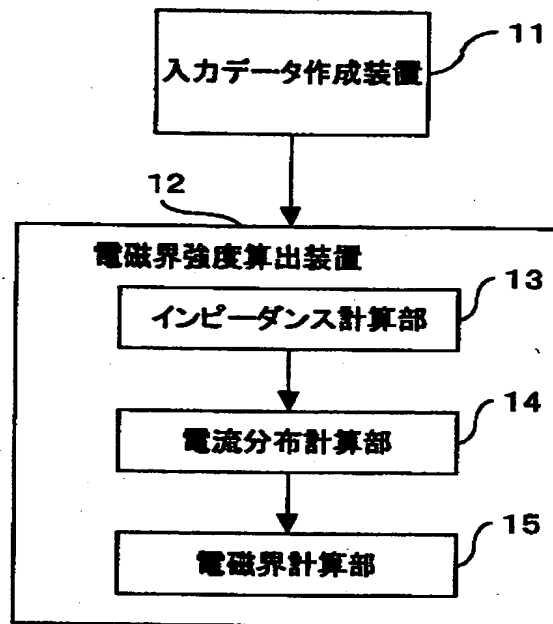 11
入力データ作成装置
12
電磁界強度算出装置
13
インピーダンス計算部
14
電流分布計算部
15
電磁界計算部